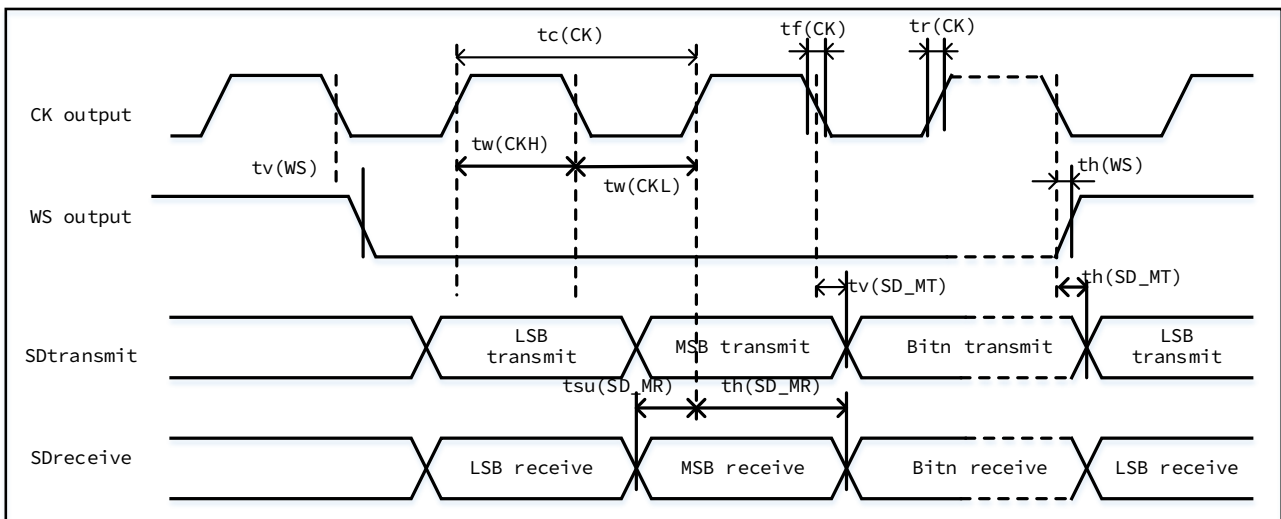 tc(CK)
tf(CK)
tr(CK)
CK output
tw(CKH)
tv(WS)
tw(CKL)
th(WS)
WS output
tv(SD_MT)
th(SD_MT)
SDtransmit
LSB
transmit
MSB transmit
Bitn transmit
LSB
transmit
tsu(SD_MR)
th(SD_MR)
SDreceive
LSB receive
MSB receive
Bitn receive
LSB receive